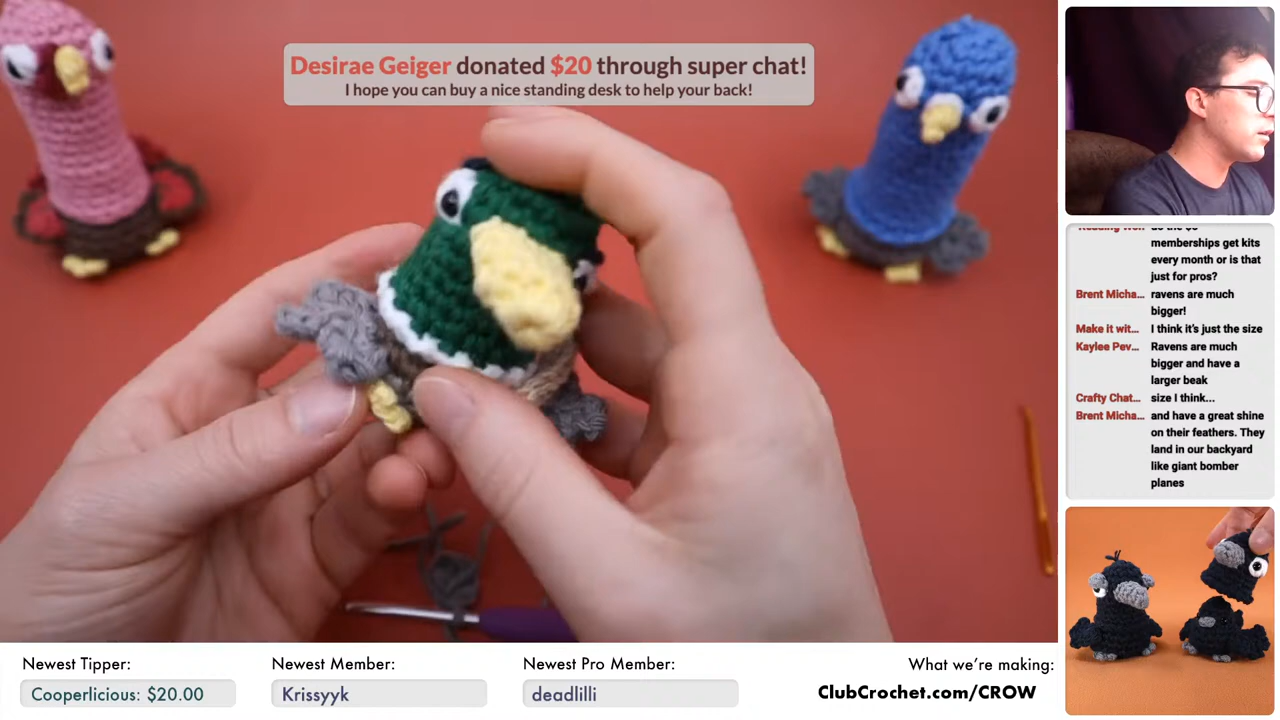 Desirae Geiger donated $20 through super chat!
I hope you can buy a nice standing desk to help your back!
memberships get kits
every month or is that
just for pros?
Brent Micha... ravens are much
bigger!
Make it wit... I think it's just the size
Kaylee Pev... Ravens are much
bigger and have a
larger beak
Crafty Chat... size I think...
Brent Micha... and have a great shine
on their feathers. They
land in our backyard
like giant bomber
planes
Newest Tipper:
Cooperlicious: $20.00
Newest Member:
Krissyyk
Newest Pro Member:
deadlilli
What we're making:
ClubCrochet.com/CROW